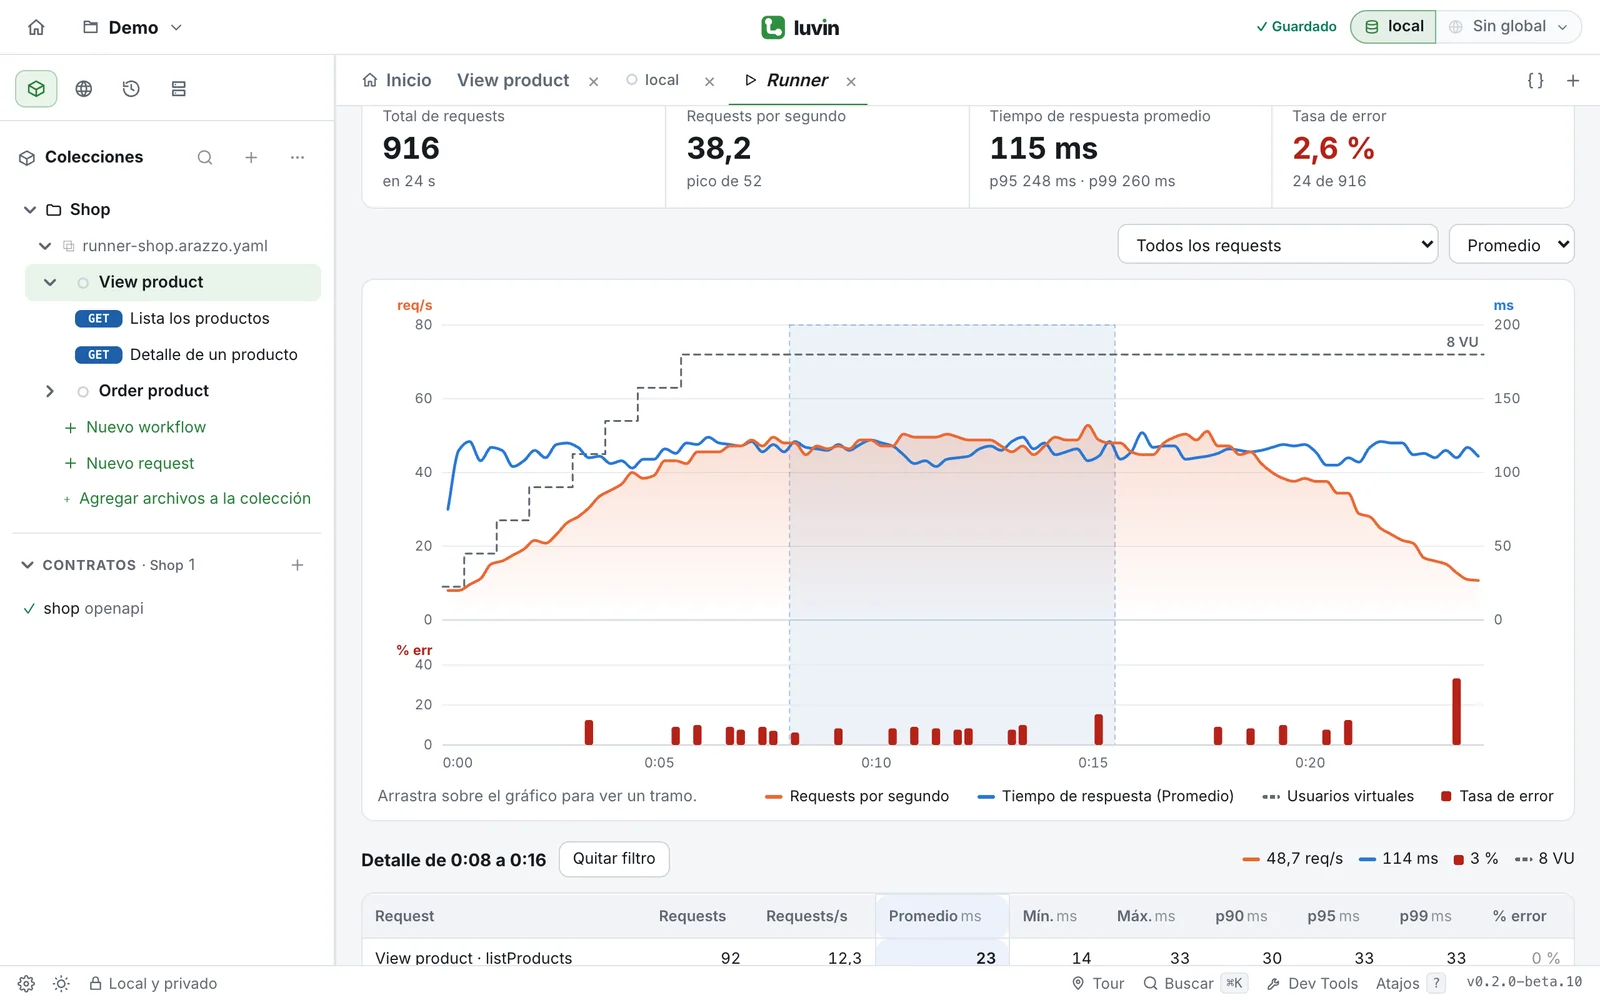 Demo
luvin
Guardado
local
Sin global
Inicio
View product
local
Runner
{ }
Colecciones
Shop
runner-shop.arazzo.yaml
View product
GET Lista los productos
GET Detalle de un producto
Order product
+ Nuevo workflow
+ Nuevo request
+ Agregar archivos a la colección
CONTRATOS · Shop 1
shop openapi
Total de requests
916
en 24 s
Requests por segundo
38,2
pico de 52
Tiempo de respuesta promedio
115 ms
p95 248 ms · p99 260 ms
Tasa de error
2,6 %
24 de 916
Todos los requests
Promedio
req/s
ms
80
60
40
20
0
200
150
100
50
0
8 VU
% err
40
20
0
0:00 0:05 0:10 0:15 0:20
Arrastra sobre el gráfico para ver un tramo.
Requests por segundo
Tiempo de respuesta (Promedio)
Usuarios virtuales
Tasa de error
Detalle de 0:08 a 0:16
Quitar filtro
48,7 req/s 114 ms 3 % 8 VU
Request Requests Requests/s Promedio ms Mín. ms Máx. ms p90 ms p95 ms p99 ms % error
View product · listProducts 92 12,3 23 14 33 30 33 33 0 %
Local y privado
Tour
Buscar ⌘K
Dev Tools
Atajos ?
v0.2.0-beta.10